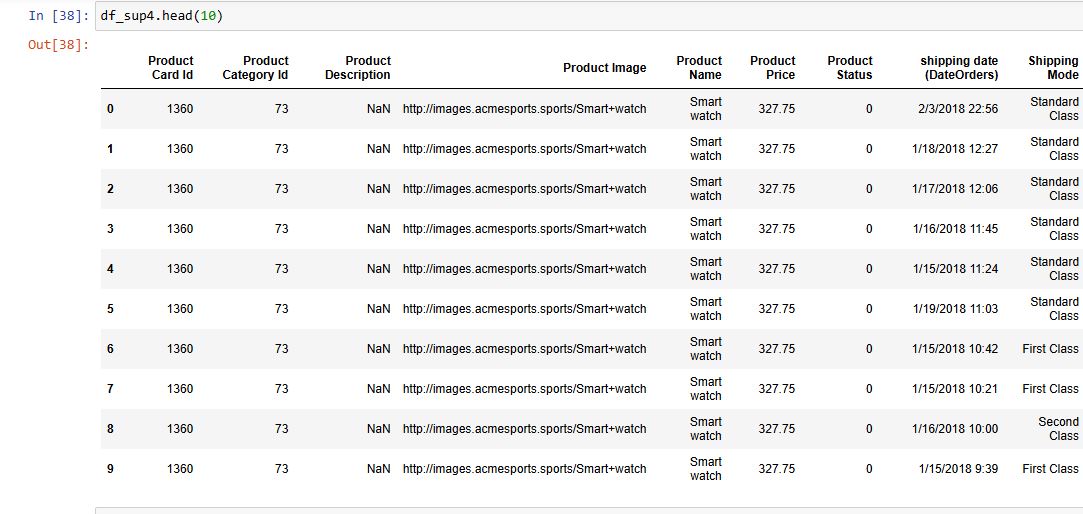 In [38]: df_sup4.head(10)
Out[38]:
Product Card Id Product Category Id Product Description Product Image Product Name Product Price Product Status shipping date (DateOrders) Shipping Mode
0 1360 73 NaN http://images.acmesports.sports/Smart+watch Smart watch 327.75 0 2/3/2018 22:56 Standard Class
1 1360 73 NaN http://images.acmesports.sports/Smart+watch Smart watch 327.75 0 1/18/2018 12:27 Standard Class
2 1360 73 NaN http://images.acmesports.sports/Smart+watch Smart watch 327.75 0 1/17/2018 12:06 Standard Class
3 1360 73 NaN http://images.acmesports.sports/Smart+watch Smart watch 327.75 0 1/16/2018 11:45 Standard Class
4 1360 73 NaN http://images.acmesports.sports/Smart+watch Smart watch 327.75 0 1/15/2018 11:24 Standard Class
5 1360 73 NaN http://images.acmesports.sports/Smart+watch Smart watch 327.75 0 1/19/2018 11:03 Standard Class
6 1360 73 NaN http://images.acmesports.sports/Smart+watch Smart watch 327.75 0 1/15/2018 10:42 First Class
7 1360 73 NaN http://images.acmesports.sports/Smart+watch Smart watch 327.75 0 1/15/2018 10:21 First Class
8 1360 73 NaN http://images.acmesports.sports/Smart+watch Smart watch 327.75 0 1/16/2018 10:00 Second Class
9 1360 73 NaN http://images.acmesports.sports/Smart+watch Smart watch 327.75 0 1/15/2018 9:39 First Class